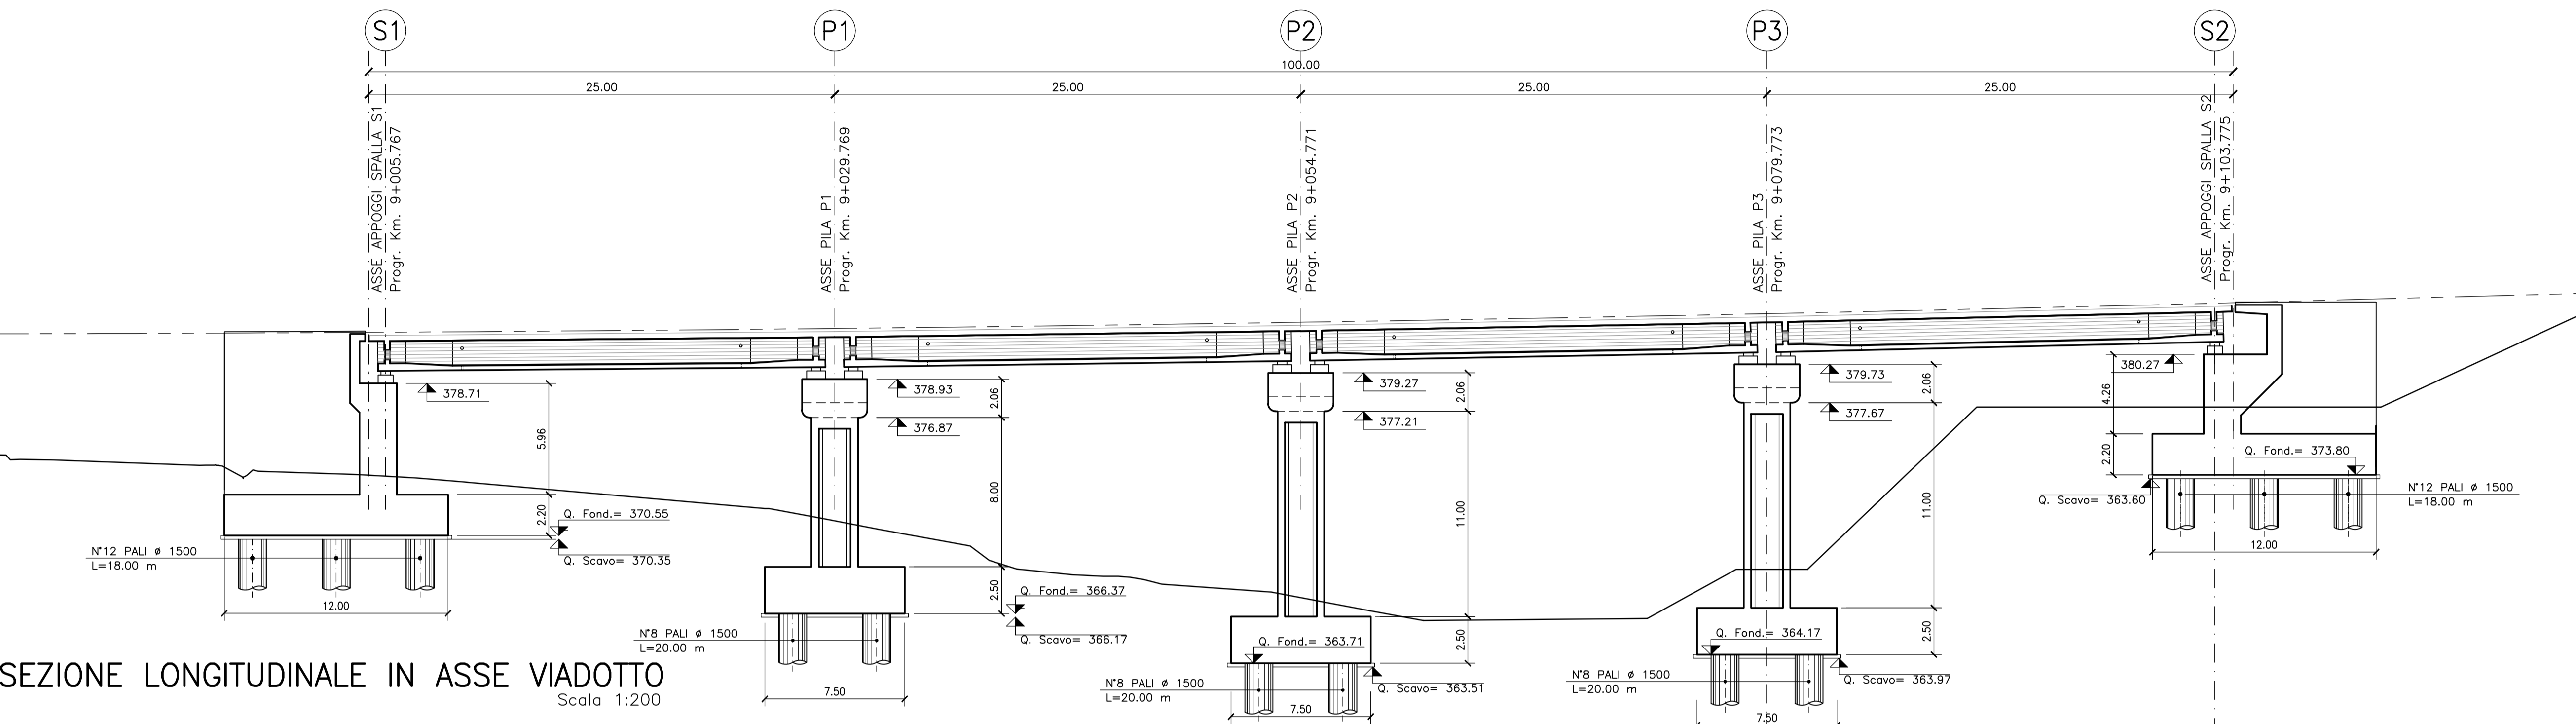 S1
P1
P2
P3
S2
100.00
25.00
25.00
25.00
25.00
ASSE APPOGGI SPALLA S1
Progr. Km. 9+005.767
ASSE PILA P1
Progr. Km. 9+029.769
ASSE PILA P2
Progr. Km. 9+054.771
ASSE PILA P3
Progr. Km. 9+079.773
ASSE APPOGGI SPALLA S2
Progr. Km. 9+103.775
378.71
5.96
2.20
Q. Fond.= 370.55
Q. Scavo= 370.35
N°12 PALI ø 1500
L=18.00 m
12.00
378.93
376.87
2.06
8.00
2.50
Q. Fond.= 366.37
Q. Scavo= 366.17
N°8 PALI ø 1500
L=20.00 m
7.50
379.27
377.21
2.06
11.00
2.50
Q. Fond.= 363.71
Q. Scavo= 363.51
N°8 PALI ø 1500
L=20.00 m
7.50
379.73
377.67
2.06
11.00
2.50
Q. Fond.= 364.17
Q. Scavo= 363.97
N°8 PALI ø 1500
L=20.00 m
7.50
380.27
4.26
2.20
Q. Fond.= 373.80
Q. Scavo= 363.60
N°12 PALI ø 1500
L=18.00 m
12.00
SEZIONE LONGITUDINALE IN ASSE VIADOTTO
Scala 1:200